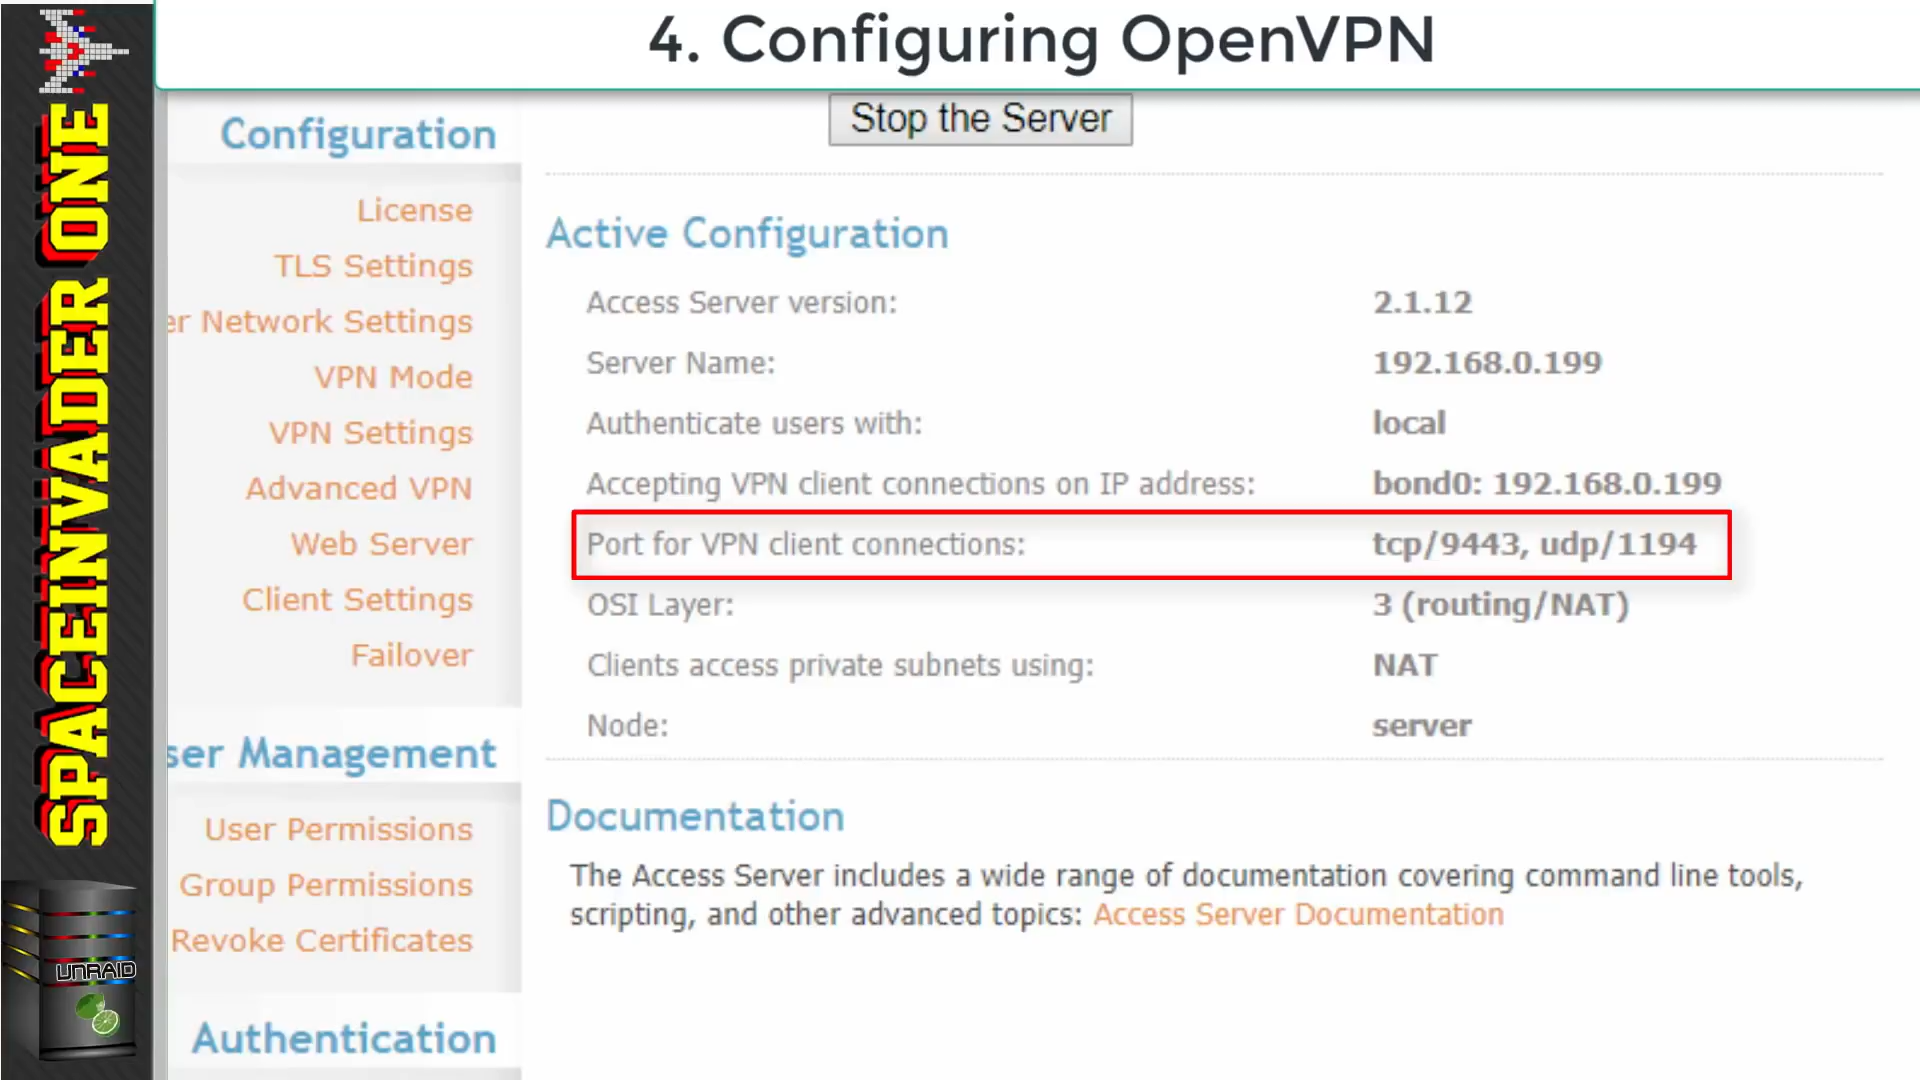 4. Configuring OpenVPN
SPACEINVADER ONE
UNRAID
Configuration
License
TLS Settings
er Network Settings
VPN Mode
VPN Settings
Advanced VPN
Web Server
Client Settings
Failover
ser Management
User Permissions
Group Permissions
Revoke Certificates
Authentication
Stop the Server
Active Configuration
Access Server version: 2.1.12
Server Name: 192.168.0.199
Authenticate users with: local
Accepting VPN client connections on IP address: bond0: 192.168.0.199
Port for VPN client connections: tcp/9443, udp/1194
OSI Layer: 3 (routing/NAT)
Clients access private subnets using: NAT
Node: server
Documentation
The Access Server includes a wide range of documentation covering command line tools,
scripting, and other advanced topics: Access Server Documentation